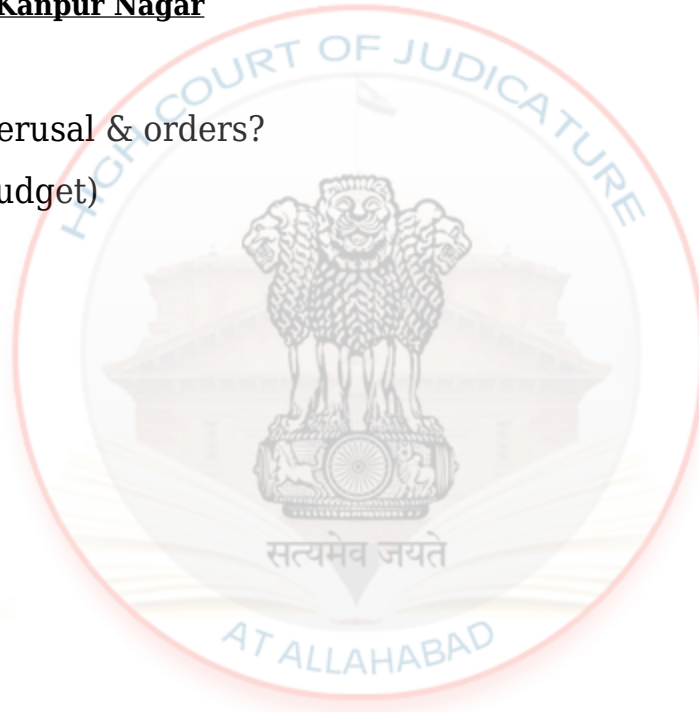 Kanpur Nagar
HIGH COURT OF JUDICATURE
erusal & orders?
udget)
सत्यमेव जयते
AT ALLAHABAD